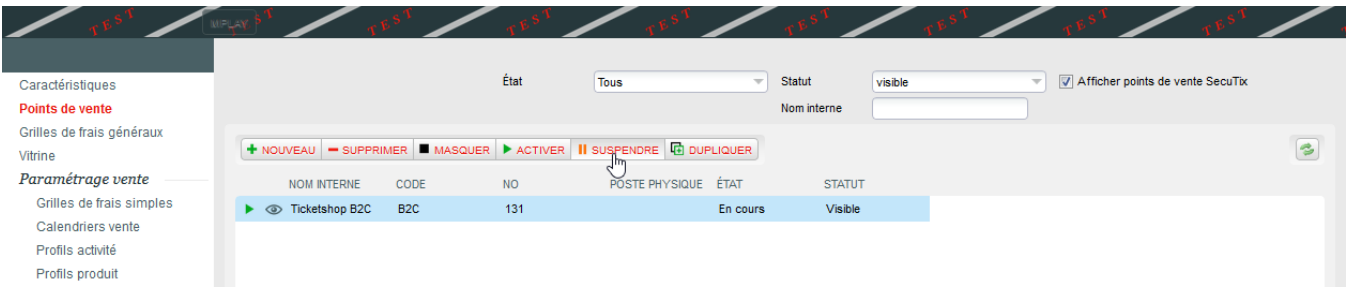 TEST MPLAY TEST TEST TEST TEST TEST TEST TEST TEST
Caractéristiques
Points de vente
Grilles de frais généraux
Vitrine
Paramétrage vente
Grilles de frais simples
Calendriers vente
Profils activité
Profils produit
État Tous Statut visible Afficher points de vente SecuTix
Nom interne
NOUVEAU SUPPRIMER MASQUER ACTIVER SUSPENDRE DUPLIQUER
NOM INTERNE CODE NO POSTE PHYSIQUE ÉTAT STATUT
Ticketshop B2C B2C 131 En cours Visible